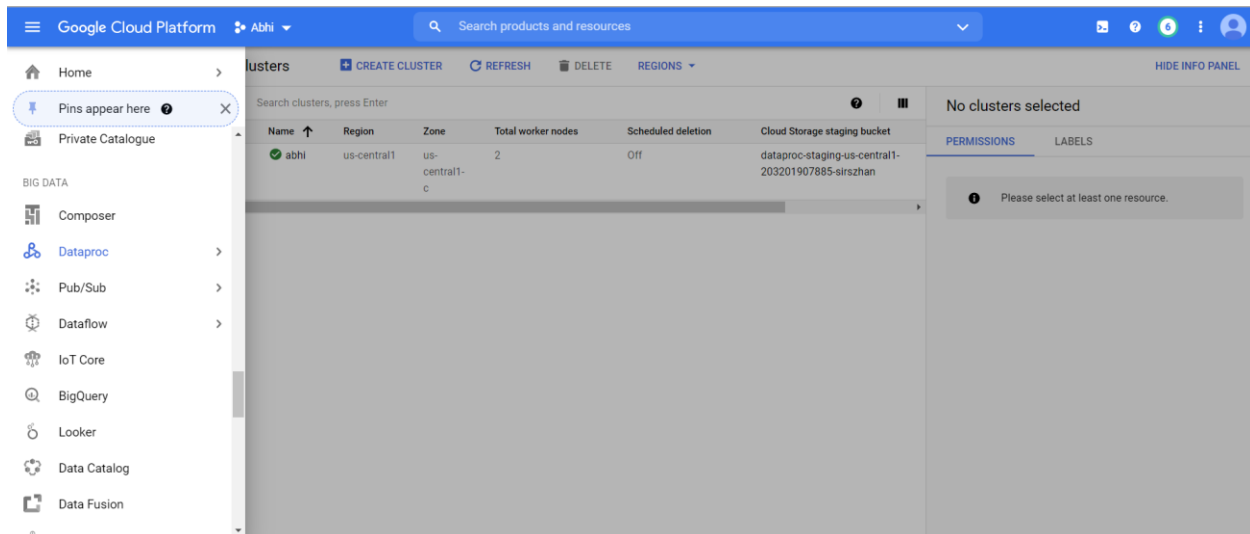 Google Cloud Platform Abhi Search products and resources 6
Home
Pins appear here
Private Catalogue
BIG DATA
Composer
Dataproc
Pub/Sub
Dataflow
IoT Core
BigQuery
Looker
Data Catalog
Data Fusion
lusters CREATE CLUSTER REFRESH DELETE REGIONS HIDE INFO PANEL
Search clusters, press Enter
Name Region Zone Total worker nodes Scheduled deletion Cloud Storage staging bucket
abhi us-central1 us- 2 Off dataproc-staging-us-central1-
central1- 203201907885-sirszhan
c
No clusters selected
PERMISSIONS LABELS
Please select at least one resource.